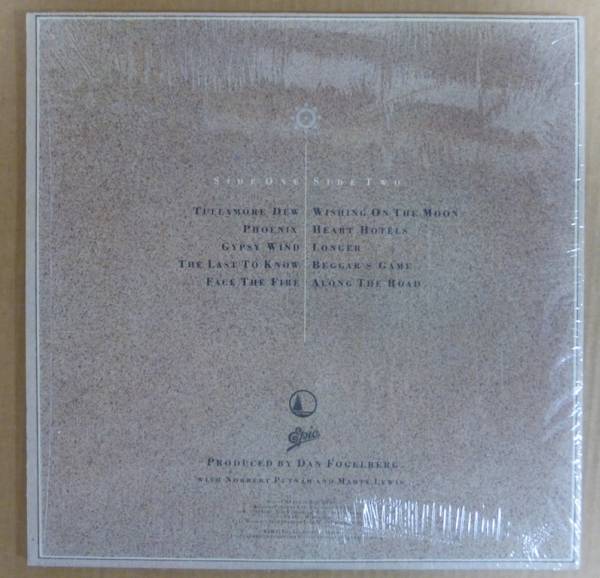 SIDE ONE
TULLAMORE DEW
PHOENIX
GYPSY WIND
THE LAST TO KNOW
FACE THE FIRE
SIDE TWO
WISHING ON THE MOON
HEART HOTELS
LONGER
BEGGAR'S GAME
ALONG THE ROAD
Epic
PRODUCED BY DAN FOGELBERG
WITH NORBERT PUTNAM AND MARTY LEWIS